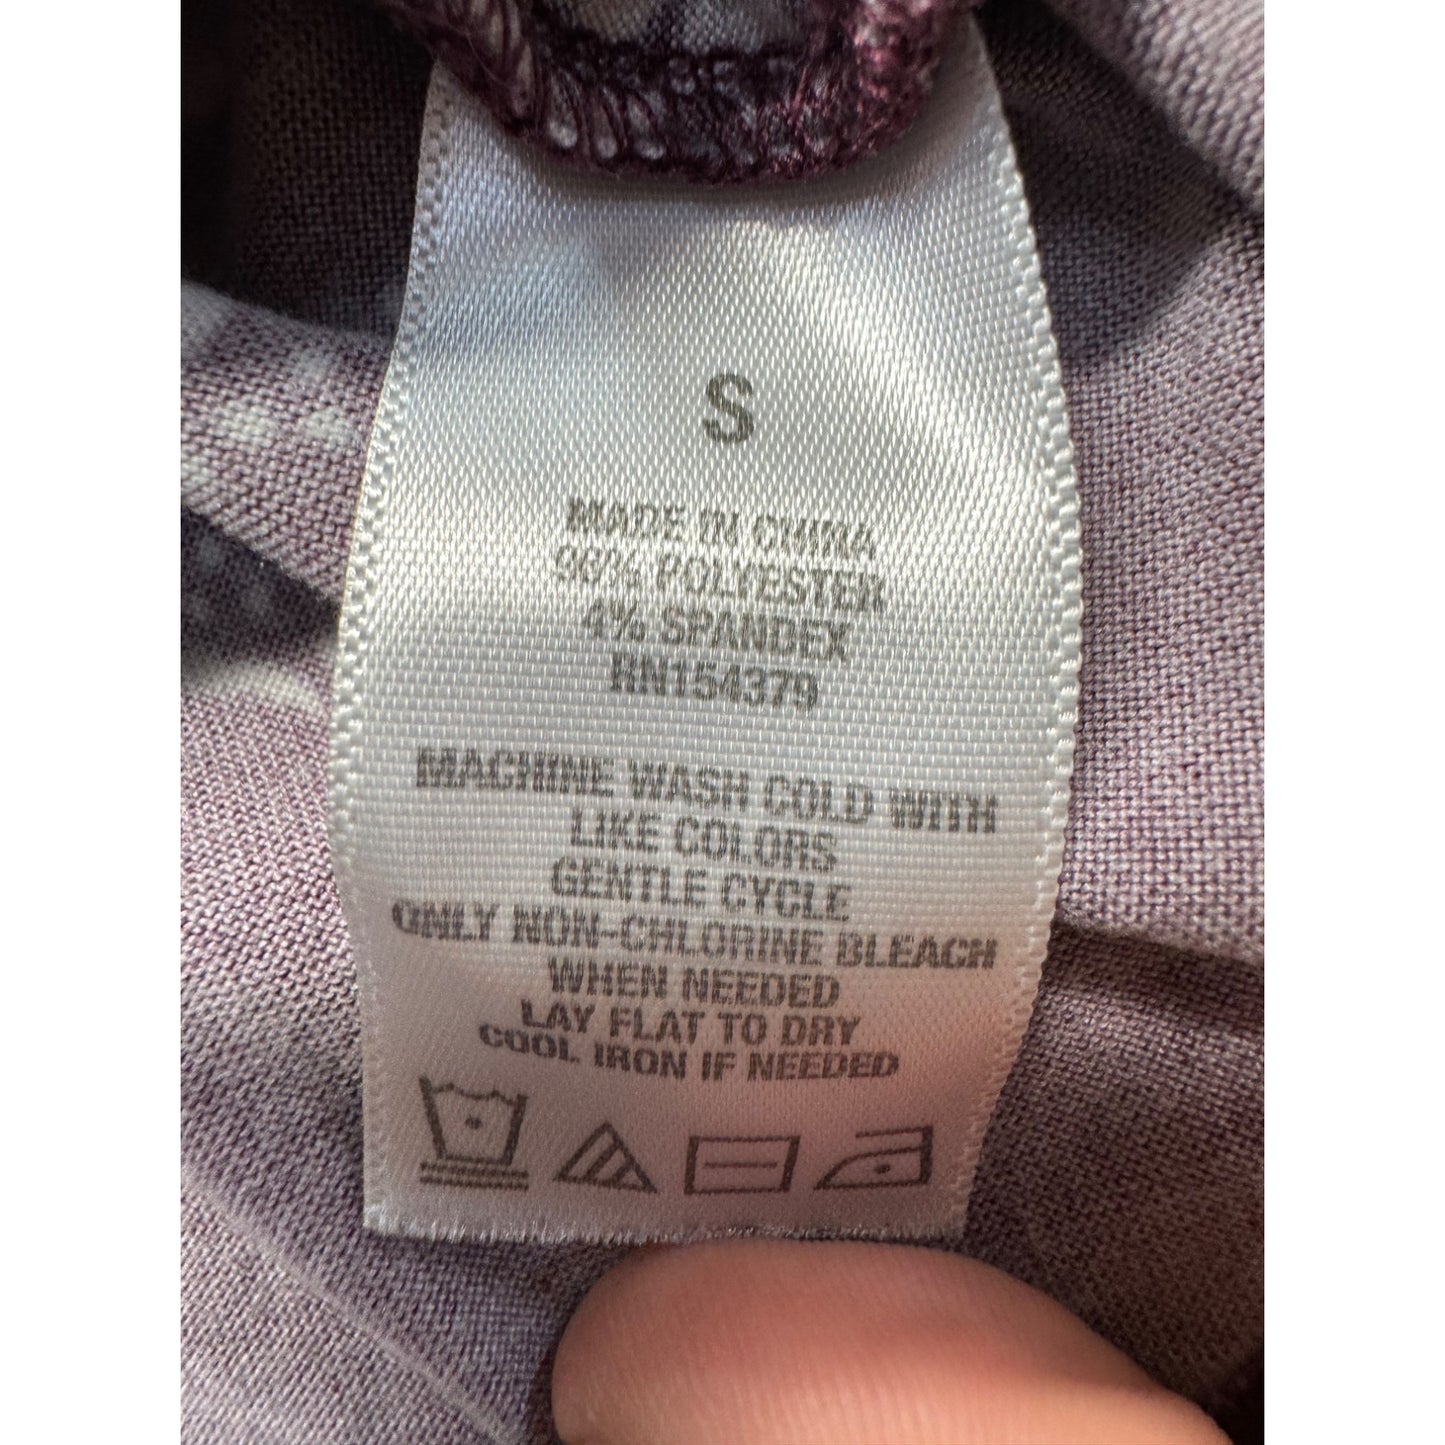 S
MADE IN CHINA
96% POLYESTER
4% SPANDEX
RN154379
MACHINE WASH COLD WITH
LIKE COLORS
GENTLE CYCLE
ONLY NON-CHLORINE BLEACH
WHEN NEEDED
LAY FLAT TO DRY
COOL IRON IF NEEDED